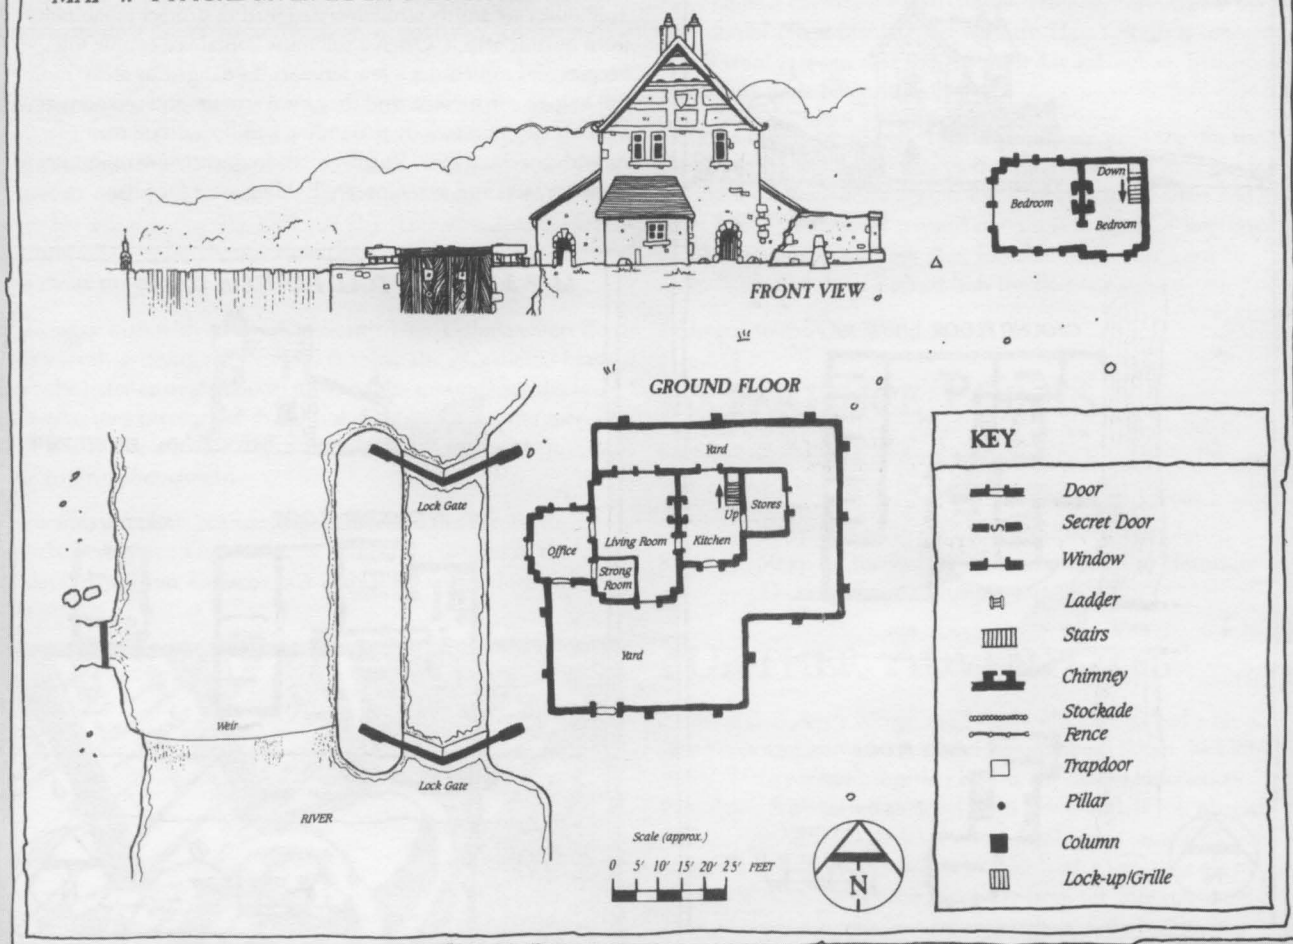 Down
Bedroom
Bedroom
FRONT VIEW
GROUND FLOOR
Yard
Lock Gate
Up
Stores
Office
Living Room
Kitchen
Strong
Room
Yard
Weir
Lock Gate
RIVER
Scale (approx.)
0 5' 10' 15' 20' 25' FEET
N
KEY
Door
Secret Door
Window
Ladder
Stairs
Chimney
Stockade
Fence
Trapdoor
Pillar
Column
Lock-up/Grille